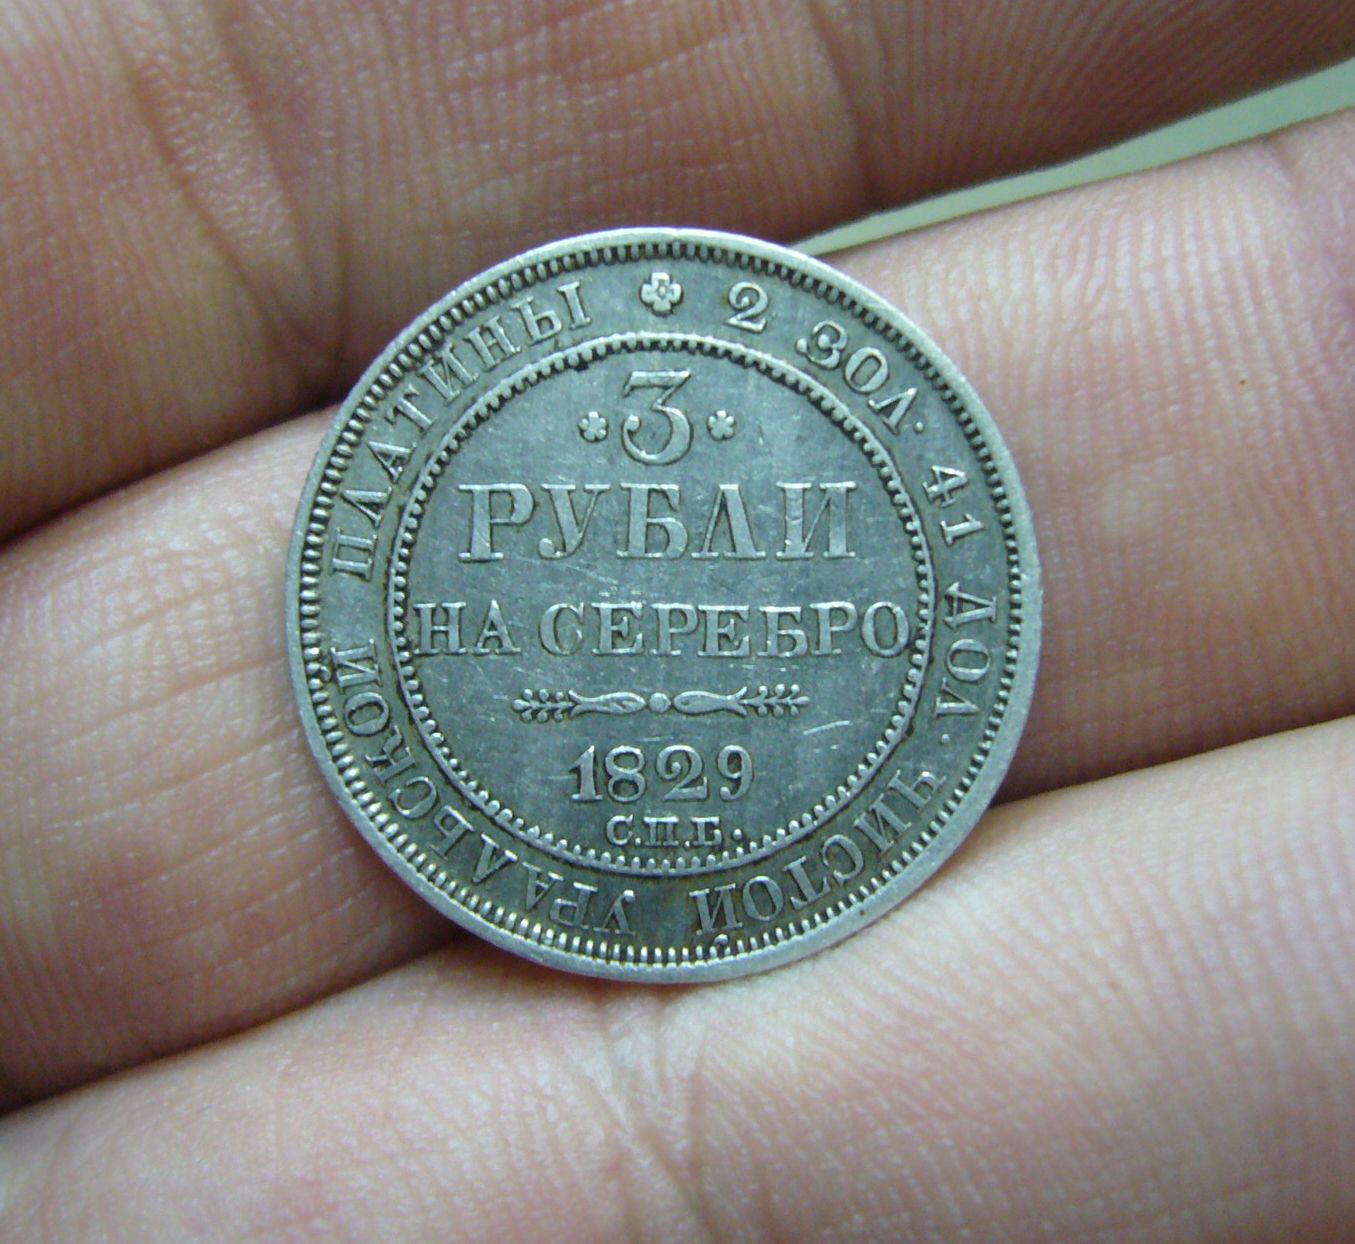 2 ЗОЛ. 41 ДОЛ. ЧИСТОЙ УРАЛЬСКОЙ ПЛАТИНЫ
3
РУБЛИ
НА СЕРЕБРО
1829
С.П.Б.